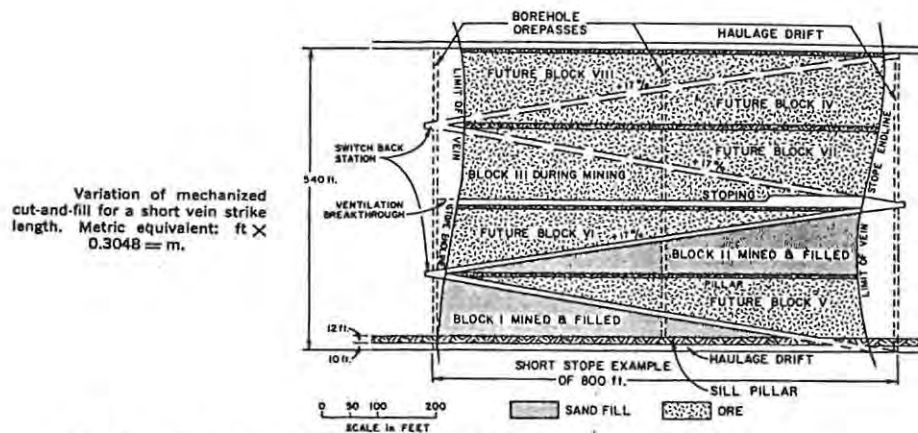 BOREHOLE
OREPASSES
HAULAGE DRIFT
LIMIT OF VEIN
FUTURE BLOCK VIII
+17%
FUTURE BLOCK IV
STOPE ENDLINE
SWITCH BACK
STATION
540 ft.
FUTURE BLOCK VII
+17%
BLOCK III DURING MINING
STOPING
VENTILATION
BREAKTHROUGH
Variation of mechanized
cut-and-fill for a short vein strike
length. Metric equivalent: ft ×
0.3048 = m.
FUTURE BLOCK VI
+17%
BLOCK II MINED & FILLED
LIMIT OF VEIN
PILLAR
FUTURE BLOCK V
BLOCK I MINED & FILLED
12 ft.
10 ft.
HAULAGE DRIFT
SHORT STOPE EXAMPLE
OF 800 ft.
SILL PILLAR
0 50 100 200
SCALE in FEET
SAND FILL
ORE